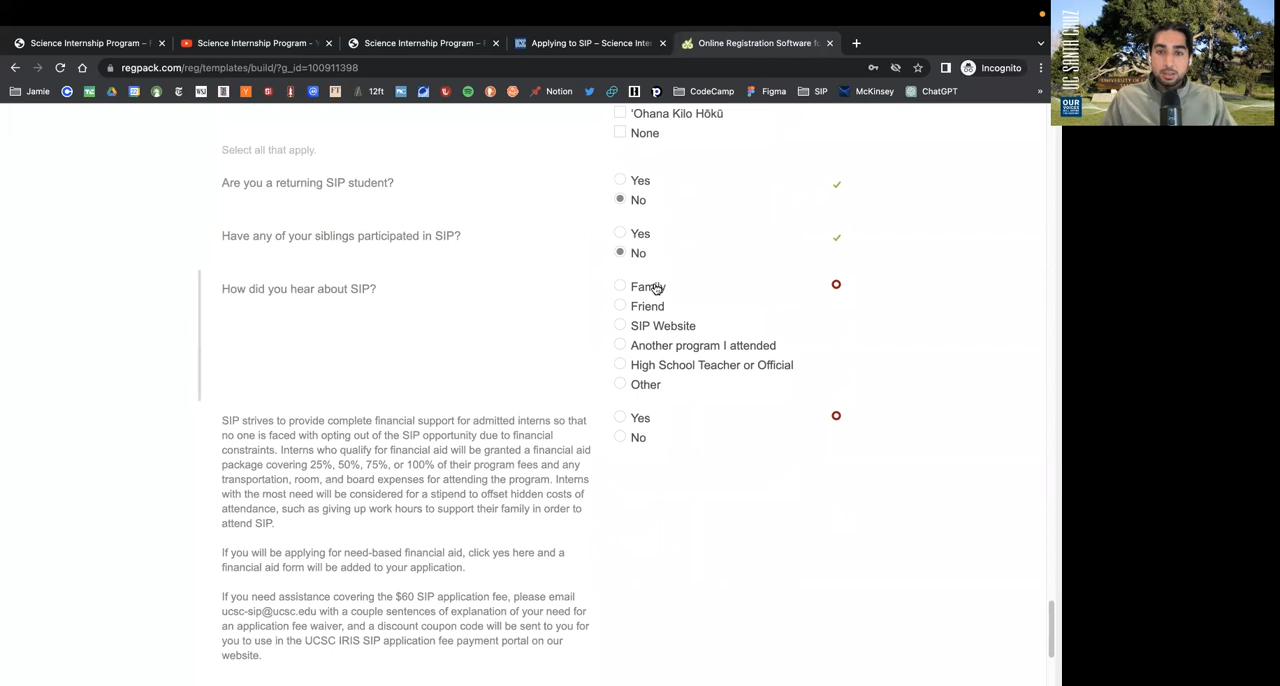 Science Internship Program – F
Science Internship Program – Y
Science Internship Program – F
Applying to SIP – Science Inte
Online Registration Software fo
regpack.com/reg/templates/build/?g_id=100911398
Incognito
Jamie
12ft
Notion
CodeCamp
Figma
SIP
McKinsey
ChatGPT
»
UC SANTA CRUZ
OUR
VOICES
'Ohana Kilo Hōkū
None
Select all that apply.
Are you a returning SIP student?
Yes
No
Have any of your siblings participated in SIP?
Yes
No
How did you hear about SIP?
Family
Friend
SIP Website
Another program I attended
High School Teacher or Official
Other
SIP strives to provide complete financial support for admitted interns so that
no one is faced with opting out of the SIP opportunity due to financial
constraints. Interns who qualify for financial aid will be granted a financial aid
package covering 25%, 50%, 75%, or 100% of their program fees and any
transportation, room, and board expenses for attending the program. Interns
with the most need will be considered for a stipend to offset hidden costs of
attendance, such as giving up work hours to support their family in order to
attend SIP.
If you will be applying for need-based financial aid, click yes here and a
financial aid form will be added to your application.
If you need assistance covering the $60 SIP application fee, please email
ucsc-sip@ucsc.edu with a couple sentences of explanation of your need for
an application fee waiver, and a discount coupon code will be sent to you for
you to use in the UCSC IRIS SIP application fee payment portal on our
website.
Yes
No